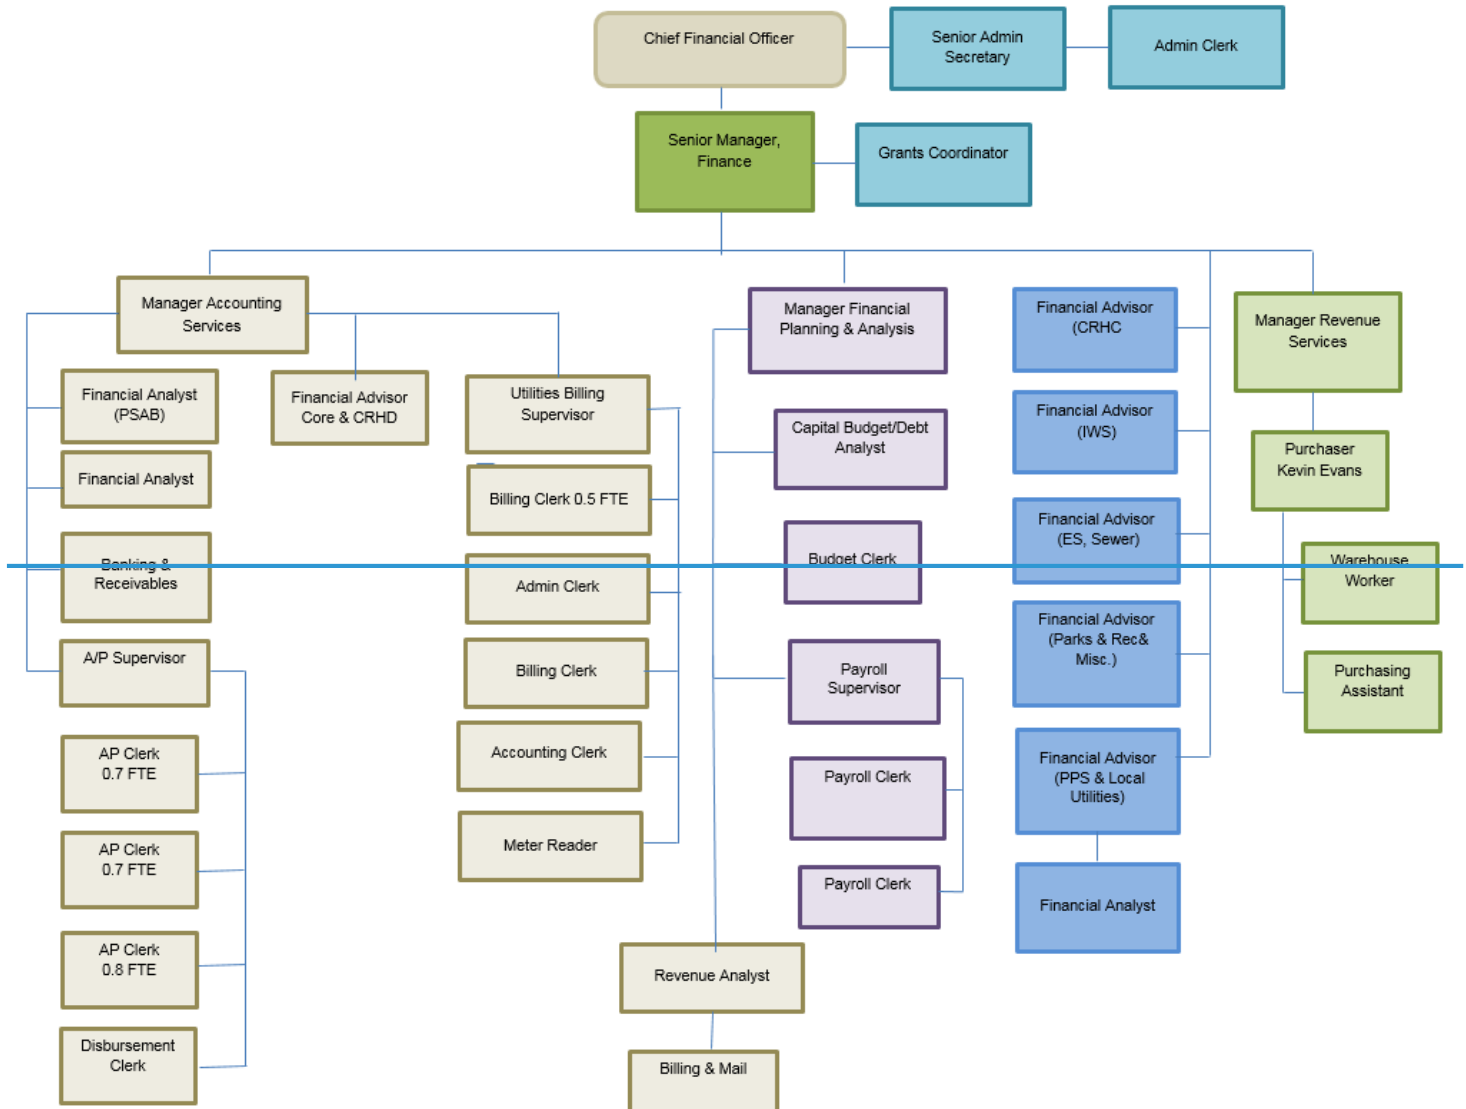 Chief Financial Officer
Senior Admin
Secretary
Admin Clerk
Senior Manager,
Finance
Grants Coordinator
Manager Accounting
Services
Financial Analyst
(PSAB)
Financial Analyst
Banking &
Receivables
A/P Supervisor
AP Clerk
0.7 FTE
AP Clerk
0.7 FTE
AP Clerk
0.8 FTE
Disbursement
Clerk
Financial Advisor
Core & CRHD
Utilities Billing
Supervisor
Billing Clerk 0.5 FTE
Admin Clerk
Billing Clerk
Accounting Clerk
Meter Reader
Manager Financial
Planning & Analysis
Capital Budget/Debt
Analyst
Budget Clerk
Payroll
Supervisor
Payroll Clerk
Payroll Clerk
Revenue Analyst
Billing & Mail
Financial Advisor
(CRHC
Financial Advisor
(IWS)
Financial Advisor
(ES, Sewer)
Financial Advisor
(Parks & Rec&
Misc.)
Financial Advisor
(PPS & Local
Utilities)
Financial Analyst
Manager Revenue
Services
Purchaser
Kevin Evans
Warehouse
Worker
Purchasing
Assistant